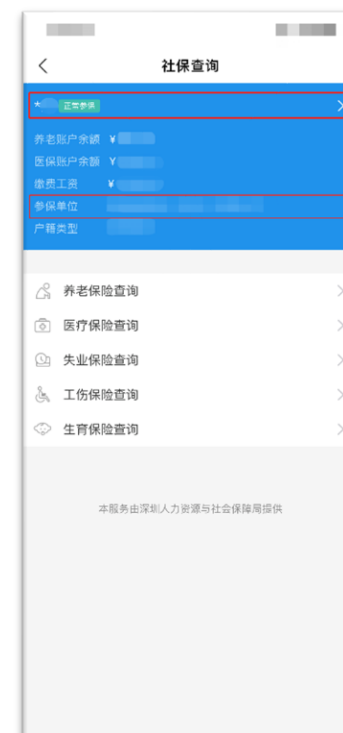 社保查询
* 正常参保
养老账户余额 ¥
医保账户余额 ¥
缴费工资 ¥
参保单位
户籍类型
养老保险查询
医疗保险查询
失业保险查询
工伤保险查询
生育保险查询
本服务由深圳人力资源与社会保障局提供